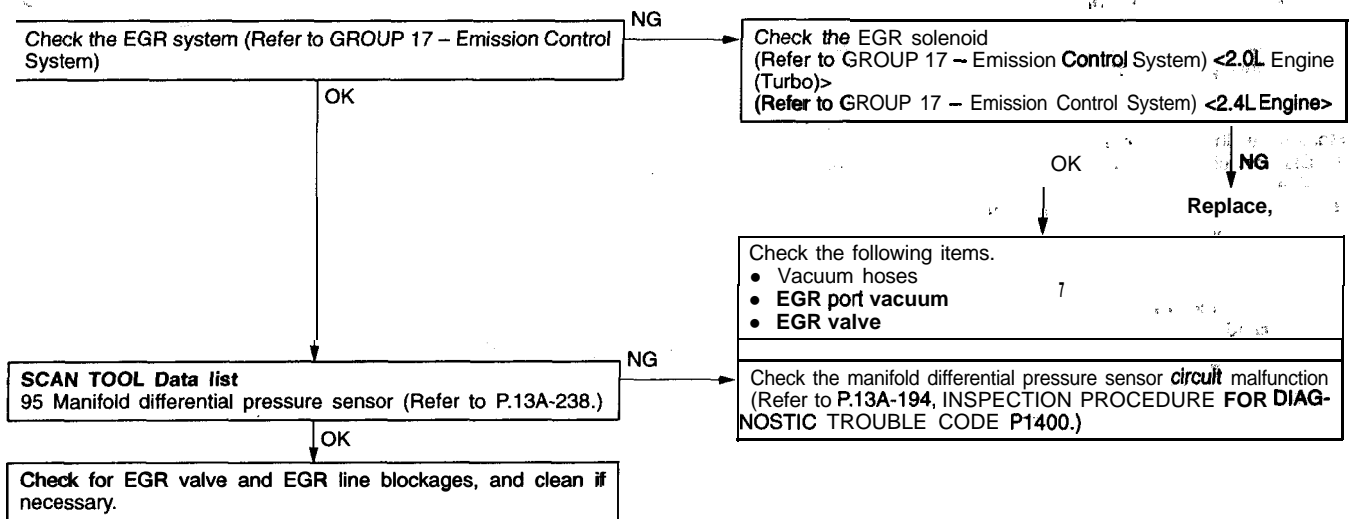 Check the EGR system (Refer to GROUP 17 – Emission Control
System)
NG
Check the EGR solenoid
(Refer to GROUP 17 – Emission Control System) <2.0L Engine
(Turbo)>
(Refer to GROUP 17 – Emission Control System) <2.4L Engine>
OK
OK
NG
Replace,
Check the following items.
● Vacuum hoses
● EGR port vacuum
● EGR valve
SCAN TOOL Data list
95 Manifold differential pressure sensor (Refer to P.13A-238.)
NG
Check the manifold differential pressure sensor circuit malfunction
(Refer to P.13A-194, INSPECTION PROCEDURE FOR DIAG-
NOSTIC TROUBLE CODE P1400.)
OK
Check for EGR valve and EGR line blockages, and clean if
necessary.